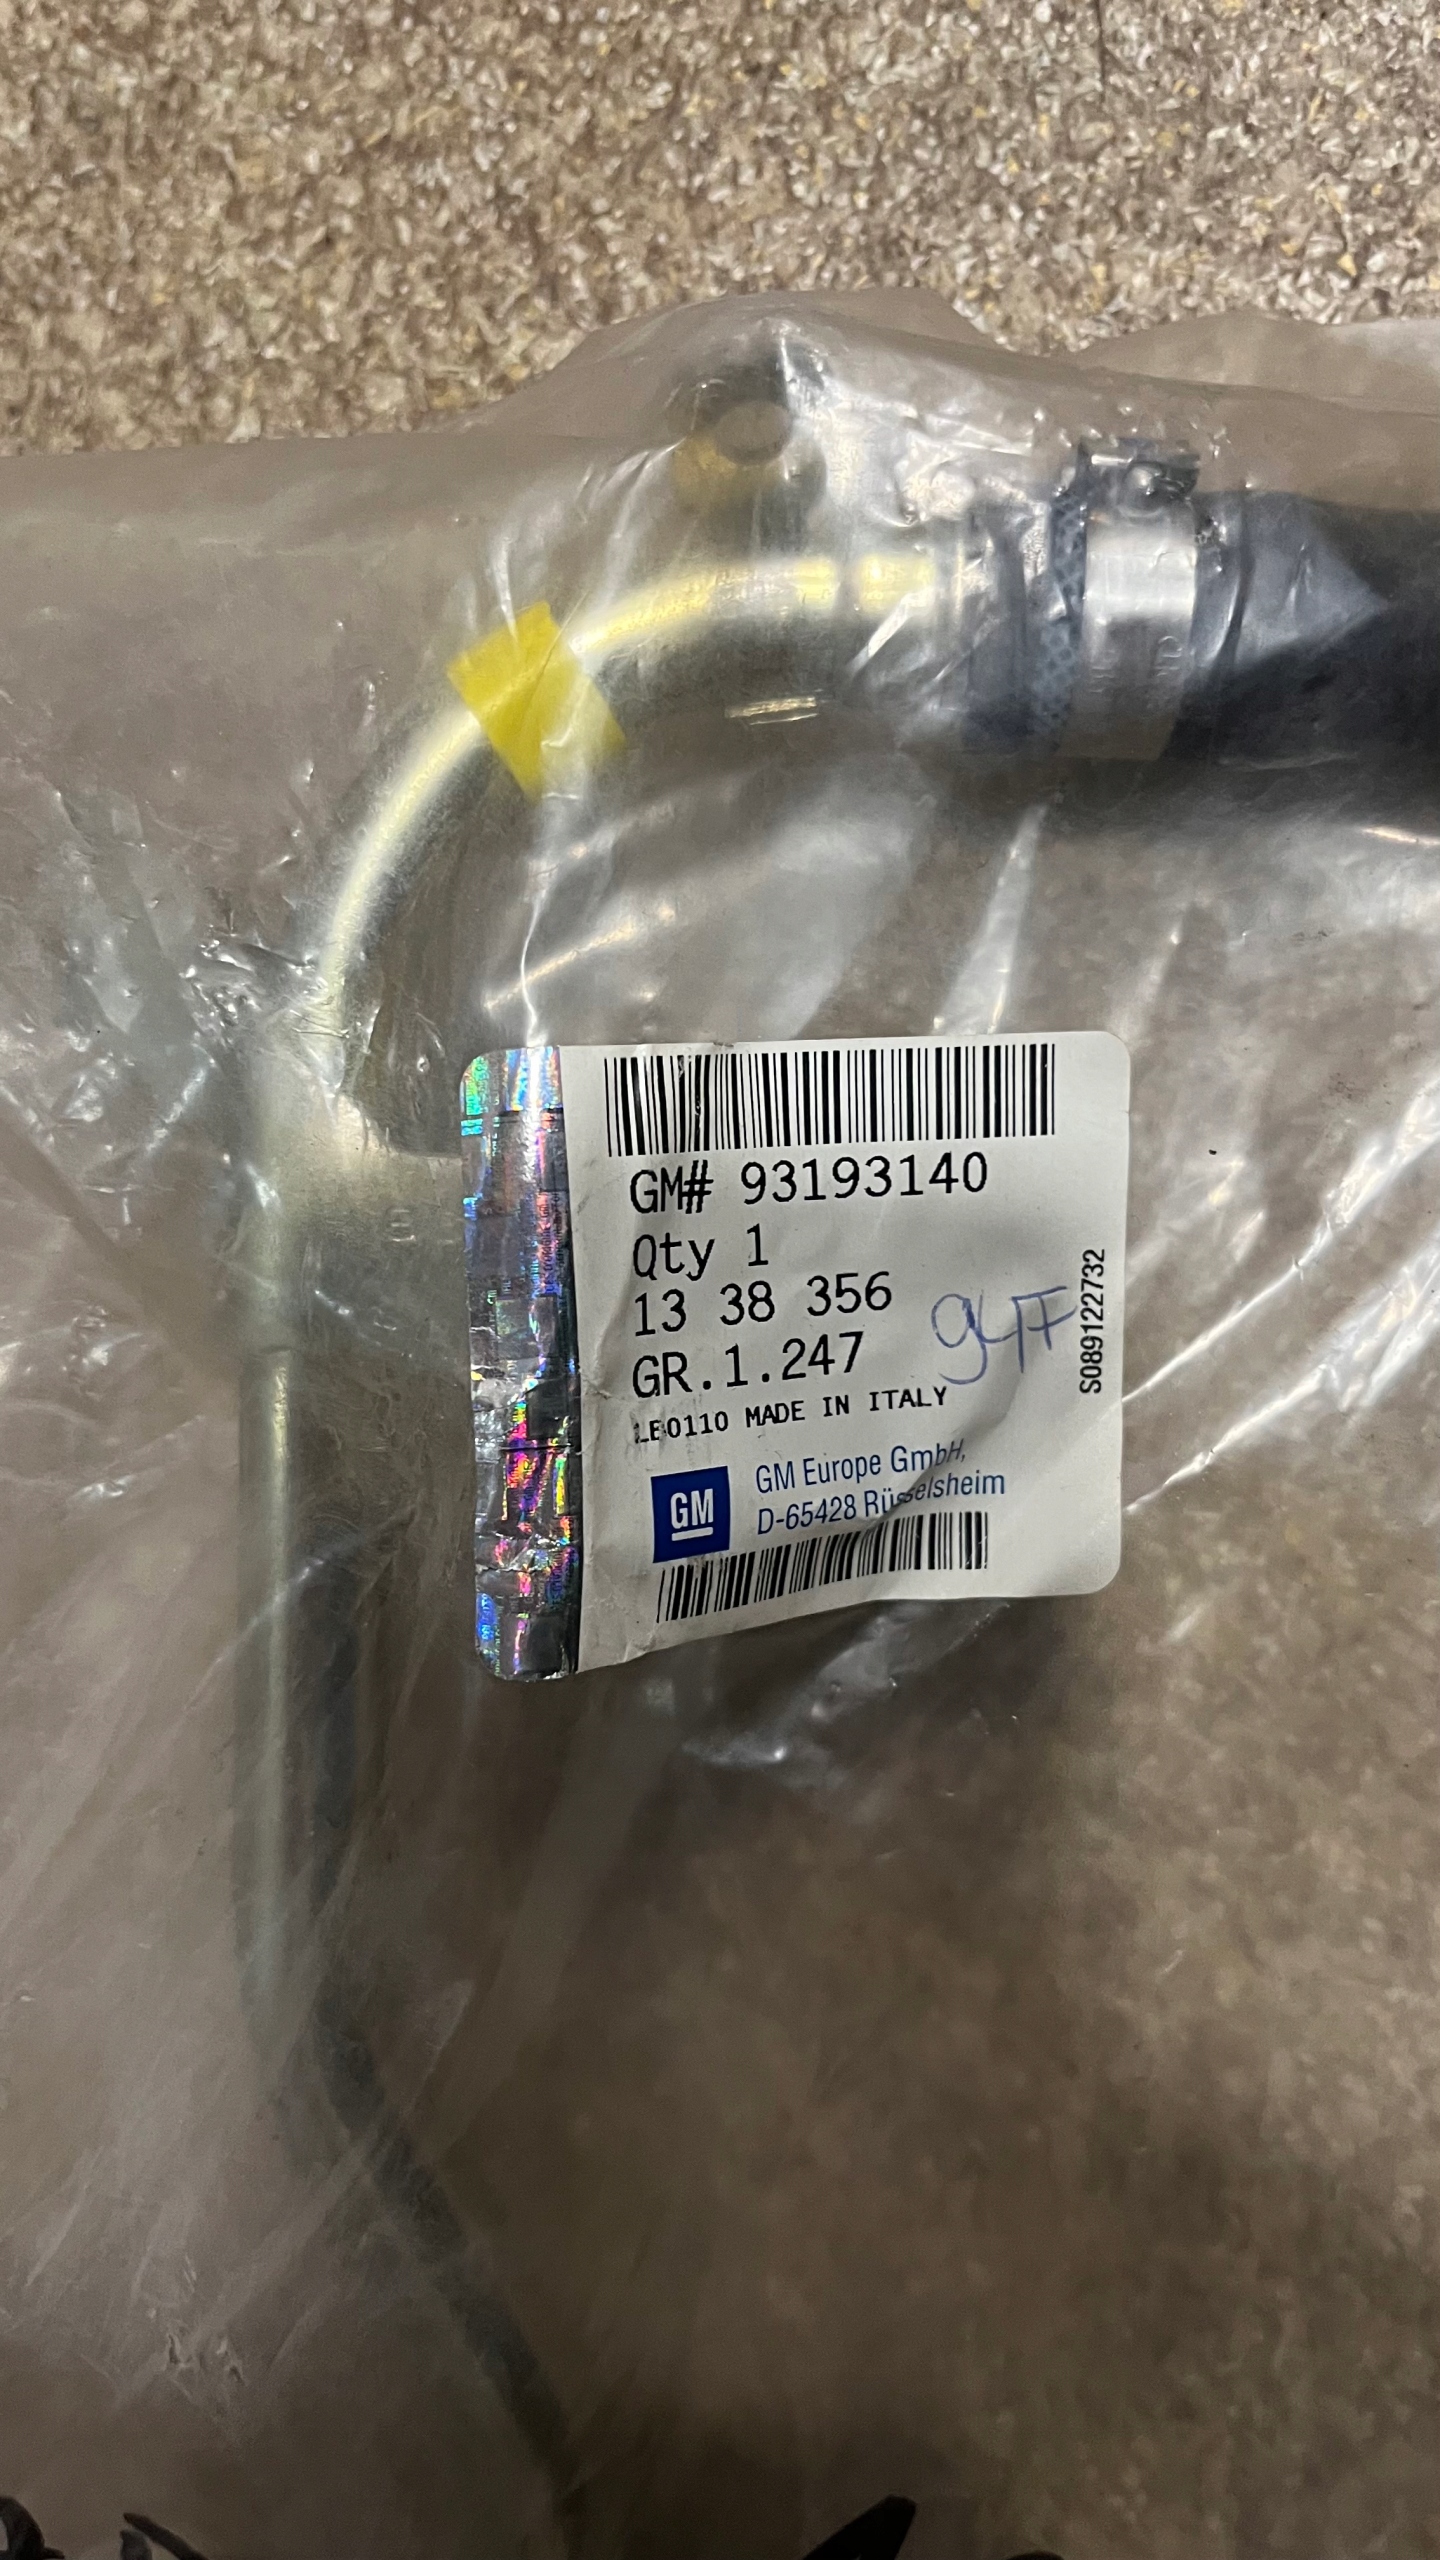 GM# 93193140
Qty 1
13 38 356
GR.1.247
MADE IN ITALY
GM
GM Europe GmbH,
D-65428 Rüsselsheim
S089122732